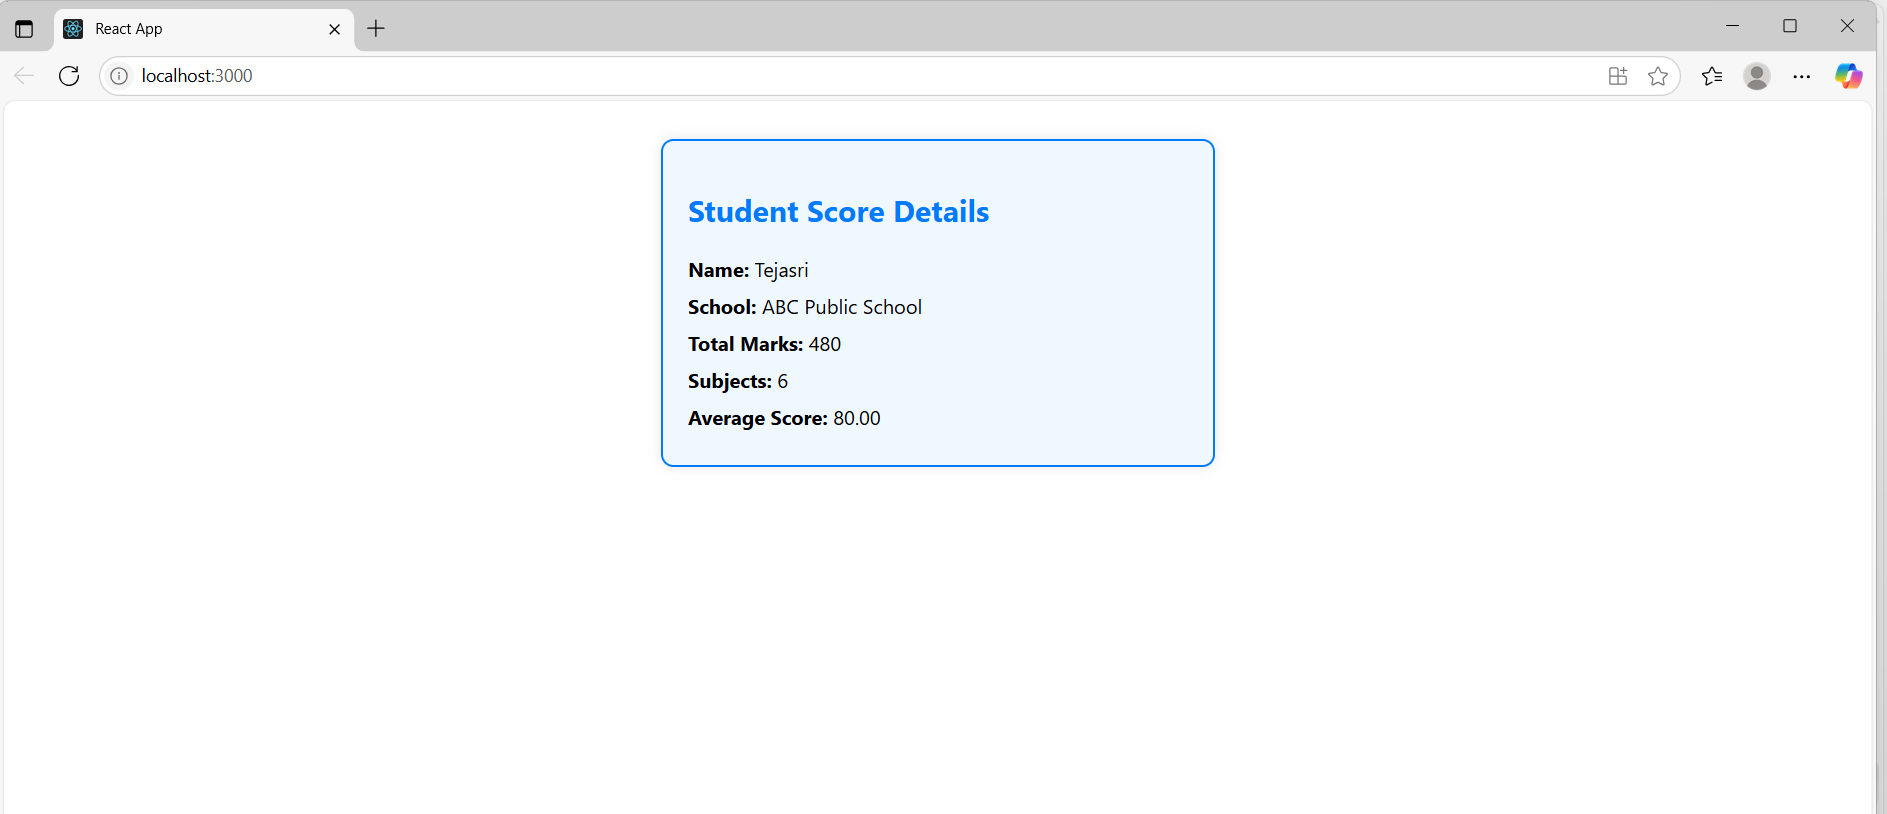 React App
localhost:3000
Student Score Details
Name: Tejasri
School: ABC Public School
Total Marks: 480
Subjects: 6
Average Score: 80.00